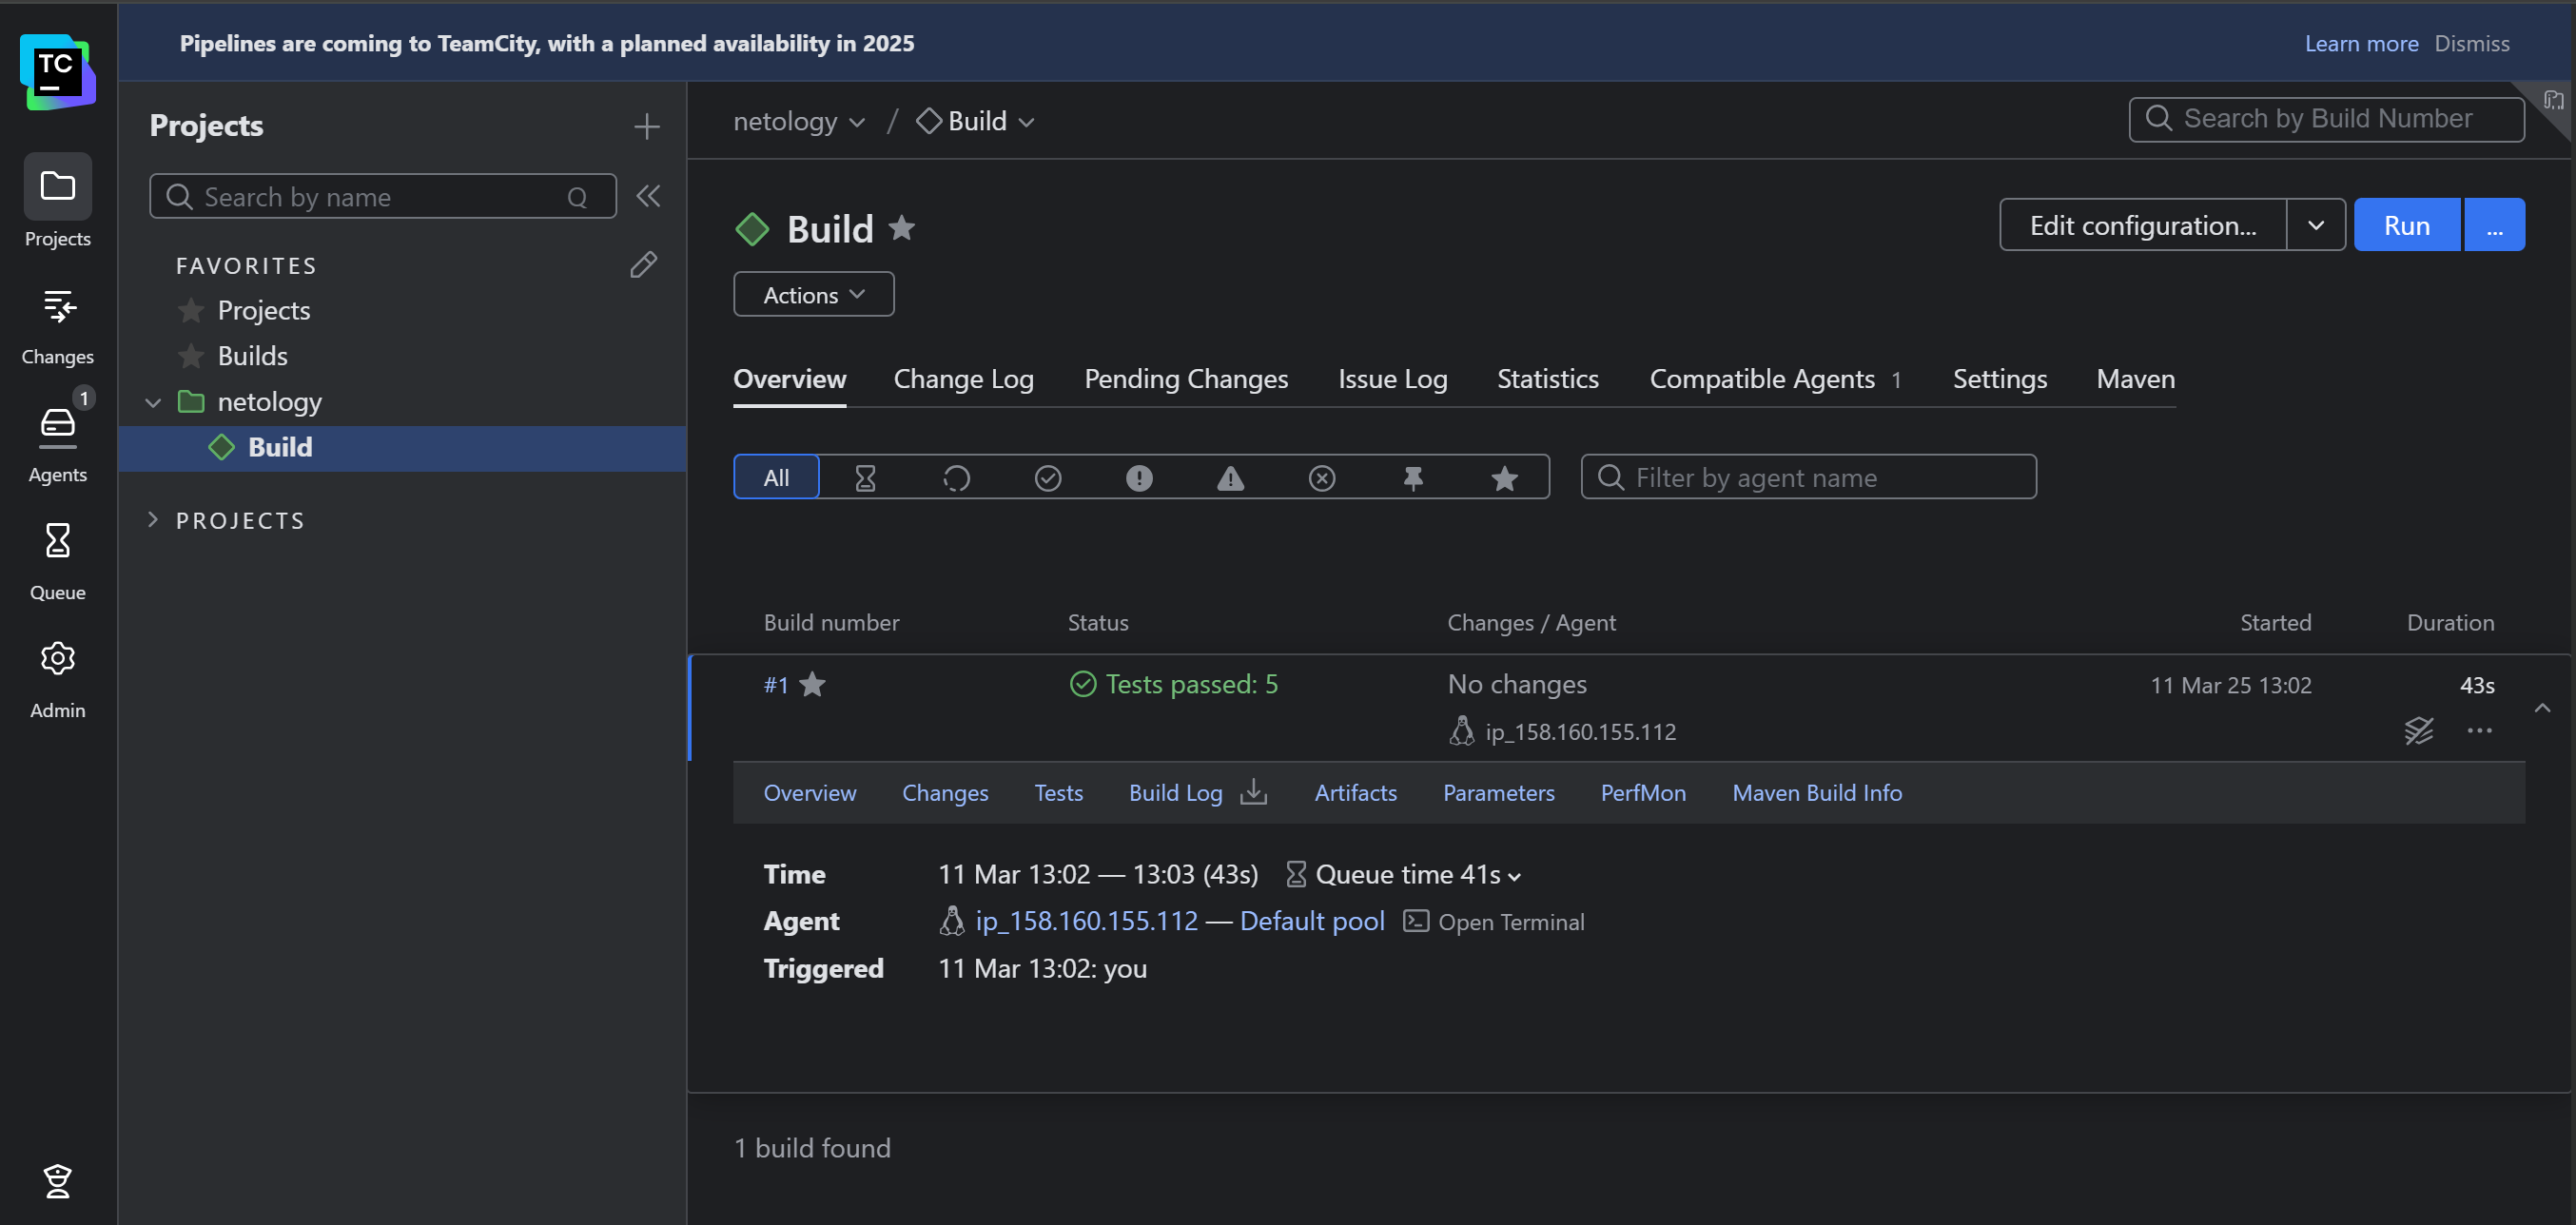 Pipelines are coming to TeamCity, with a planned availability in 2025
Learn more Dismiss
TC
Projects
Changes
1
Agents
Queue
Admin
Projects
Search by name Q
FAVORITES
Projects
Builds
netology
Build
PROJECTS
netology / Build
Search by Build Number
Build
Edit configuration...
Run ...
Actions
Overview Change Log Pending Changes Issue Log Statistics Compatible Agents 1 Settings Maven
All
Filter by agent name
Build number Status Changes / Agent Started Duration
#1 Tests passed: 5 No changes 11 Mar 25 13:02 43s
ip_158.160.155.112
Overview Changes Tests Build Log Artifacts Parameters PerfMon Maven Build Info
Time 11 Mar 13:02 — 13:03 (43s) Queue time 41s
Agent ip_158.160.155.112 — Default pool Open Terminal
Triggered 11 Mar 13:02: you
1 build found